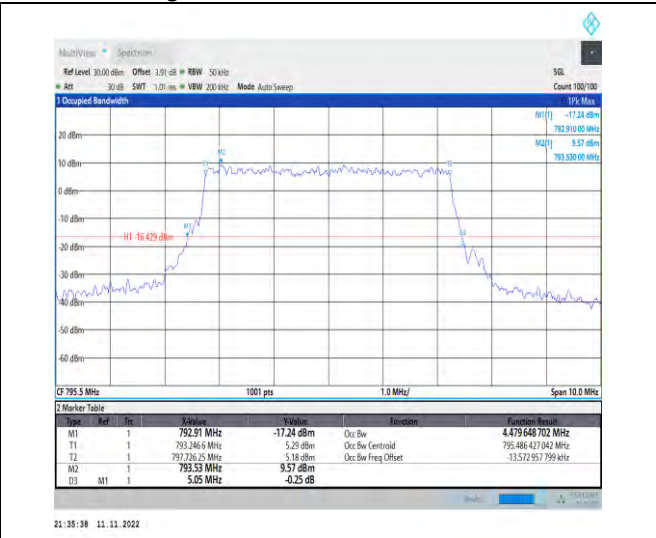 MultiView Spectrum
Ref Level 30.00 dBm Offset 3.91 dB RBW 50 kHz SGL
Att 30 dB SWT 1.01 ms VBW 200 kHz Mode Auto Sweep Count 100/100
1 Occupied Bandwidth 1Pk Max
M1[1] -17.24 dBm
792.910 00 MHz
M2[1] 9.57 dBm
793.530 00 MHz
20 dBm
M2
T1 T2
10 dBm
0 dBm
-10 dBm
M1
H1 -16.429 dBm
D3
-20 dBm
-30 dBm
-40 dBm
-50 dBm
-60 dBm
CF 795.5 MHz 1001 pts 1.0 MHz/ Span 10.0 MHz
2 Marker Table
Type Ref Trc X-Value Y-Value Function Function Result
M1 1 792.91 MHz -17.24 dBm Occ Bw 4.479 648 702 MHz
T1 1 793.246 6 MHz 5.29 dBm Occ Bw Centroid 795.486 427 042 MHz
T2 1 797.726 25 MHz 5.18 dBm Occ Bw Freq Offset -13.572 957 799 kHz
M2 1 793.53 MHz 9.57 dBm
D3 M1 1 5.05 MHz -0.25 dB
21:35:38 11.11.2022